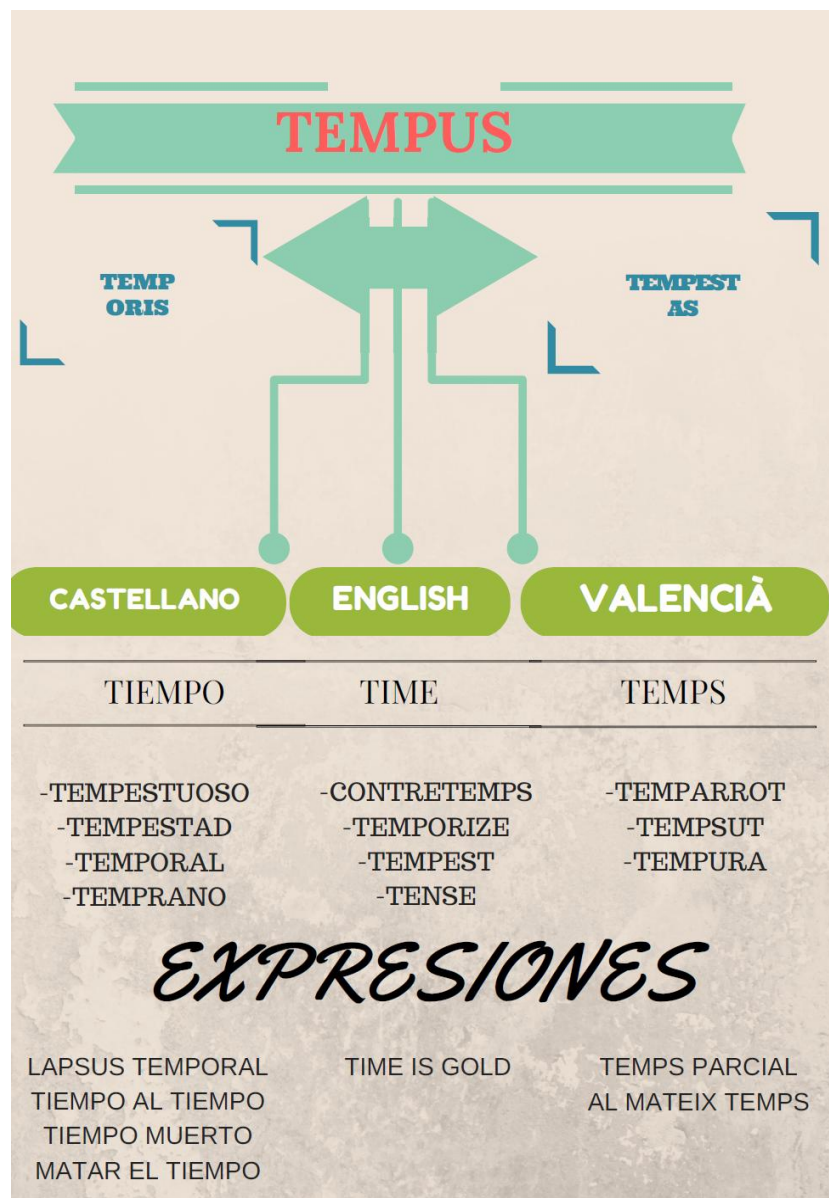 TEMPUS
TEMP
ORIS
TEMPEST
AS
CASTELLANO
ENGLISH
VALENCIÀ
TIEMPO
TIME
TEMPS
-TEMPESTUOSO
-TEMPESTAD
-TEMPORAL
-TEMPRANO
-CONTRETEMPS
-TEMPORIZE
-TEMPEST
-TENSE
-TEMPARROT
-TEMPSUT
-TEMPURA
EXPRESIONES
LAPSUS TEMPORAL
TIEMPO AL TIEMPO
TIEMPO MUERTO
MATAR EL TIEMPO
TIME IS GOLD
TEMPS PARCIAL
AL MATEIX TEMPS